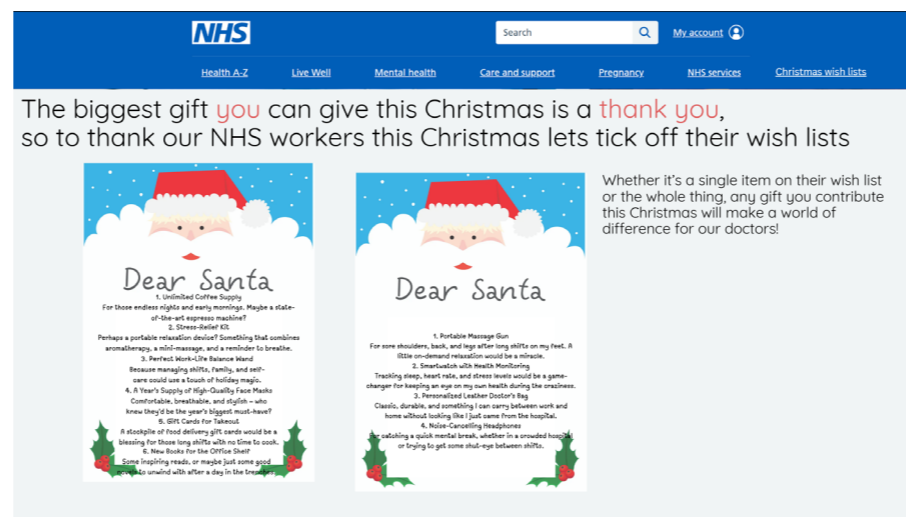 NHS
Search
My account
Health A-Z
Live Well
Mental health
Care and support
Pregnancy
NHS services
Christmas wish lists
The biggest gift you can give this Christmas is a thank you,
so to thank our NHS workers this Christmas lets tick off their wish lists
Dear Santa
1. Unlimited Coffee Supply
For those endless nights and early mornings. Maybe a state-
of-the-art espresso machine?
2. Stress-Relief Kit
Perhaps a portable relaxation device? Something that combines
aromatherapy, a mini-massage, and a reminder to breathe.
3. Perfect Work-Life Balance Wand
Because managing shifts, family, and self-
care could use a touch of holiday magic.
4. A Year's Supply of High-Quality Face Masks
Comfortable, breathable, and stylish – who
knew they'd be the year's biggest must-have?
5. Gift Cards for Takeout
A stockpile of food delivery gift cards would be a
blessing for those long shifts with no time to cook.
6. New Books for the Office Shelf
Some inspiring reads, or maybe just some good
novels to unwind with after a day in the trenches.
Dear Santa
1. Portable Massage Gun
For sore shoulders, back, and legs after long shifts on my feet. A
little on-demand relaxation would be a miracle.
2. Smartwatch with Health Monitoring
Tracking sleep, heart rate, and stress levels would be a game-
changer for keeping an eye on my own health during the craziness.
3. Personalized Leather Doctor's Bag
Classic, durable, and something I can carry between work and
home without looking like I just came from the hospital.
4. Noise-Cancelling Headphones
For catching a quick mental break, whether in a crowded hospital
or trying to get some shut-eye between shifts.
Whether it's a single item on their wish list
or the whole thing, any gift you contribute
this Christmas will make a world of
difference for our doctors!